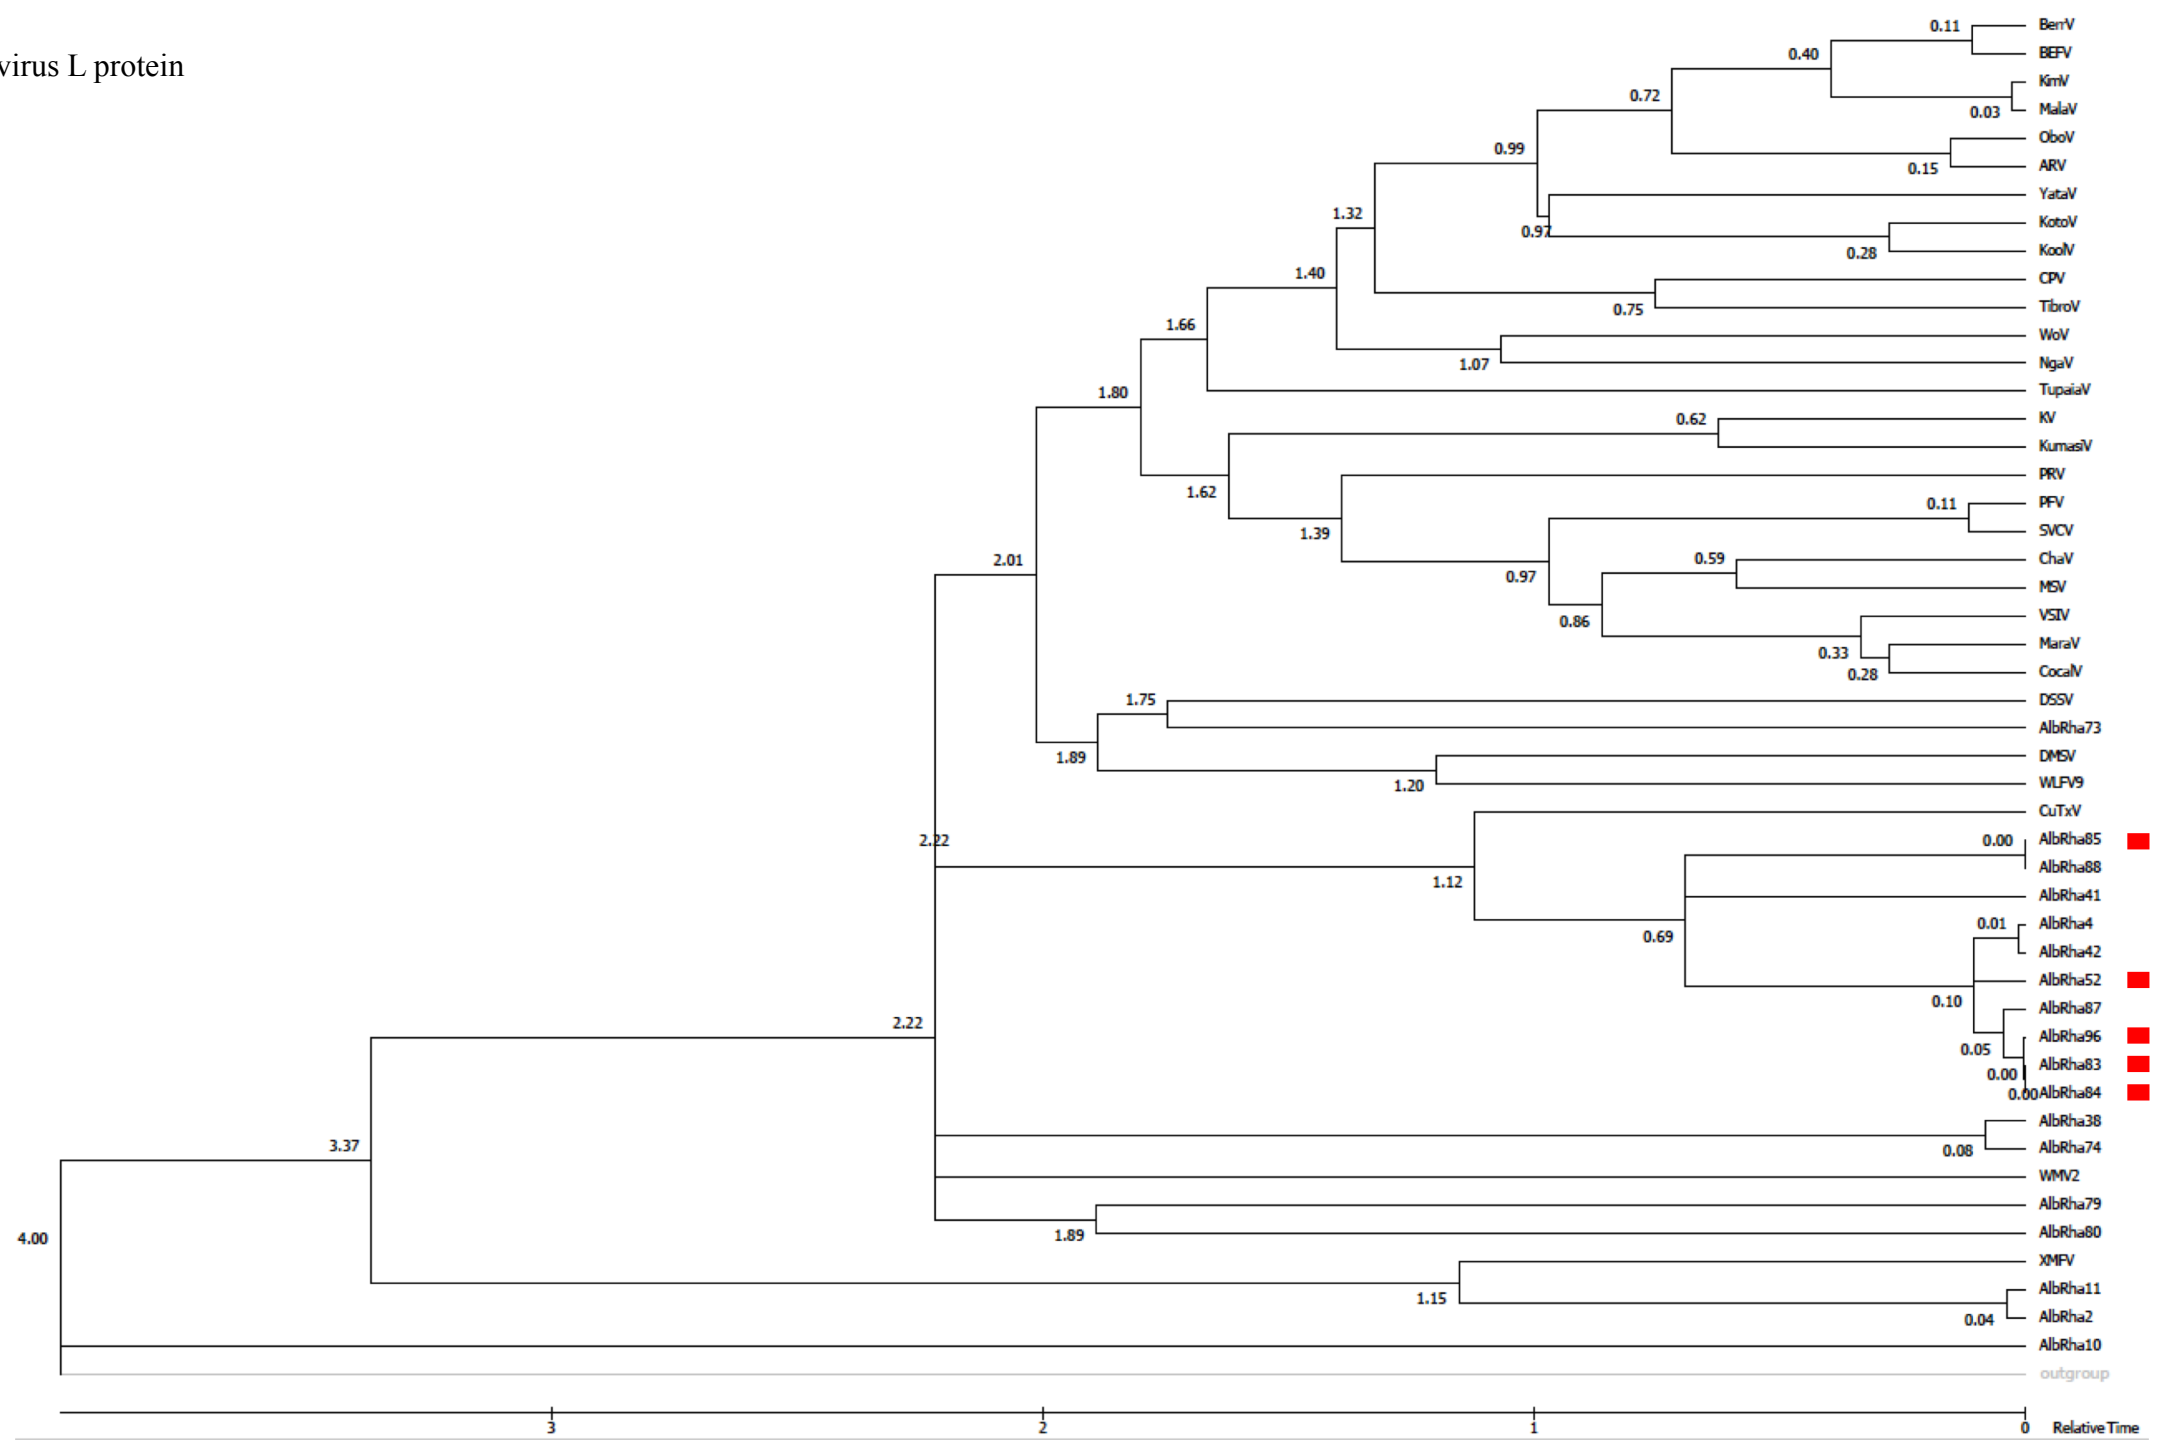 0.11 BerrV
virus L protein
0.40 BEFV
KimV
0.72
0.03 MalaV
OboV
0.99
0.15 ARV
YataV
1.32
0.97 KotoV
0.28 KoolV
1.40
CPV
0.75 TibroV
1.66
WoV
1.07 NgaV
1.80 TupaiaV
0.62 KV
KumasiV
1.62 PRV
0.11 PFV
1.39 SVCV
2.01 0.59 ChaV
0.97 MSV
0.86 VSIV
0.33 MaraV
0.28 CocalV
1.75 DSSV
AlbRha73
1.89 DMSV
1.20 WLFV9
CuTxV
2.22 0.00 AlbRha85
1.12 AlbRha88
AlbRha41
0.69 0.01 AlbRha4
AlbRha42
AlbRha52
0.10 AlbRha87
2.22 AlbRha96
0.05 AlbRha83
0.00
0.00 AlbRha84
AlbRha38
3.37 0.08 AlbRha74
WMV2
AlbRha79
4.00 1.89 AlbRha80
XMFV
1.15 AlbRha11
0.04 AlbRha2
AlbRha10
outgroup
3 2 1 0 Relative Time